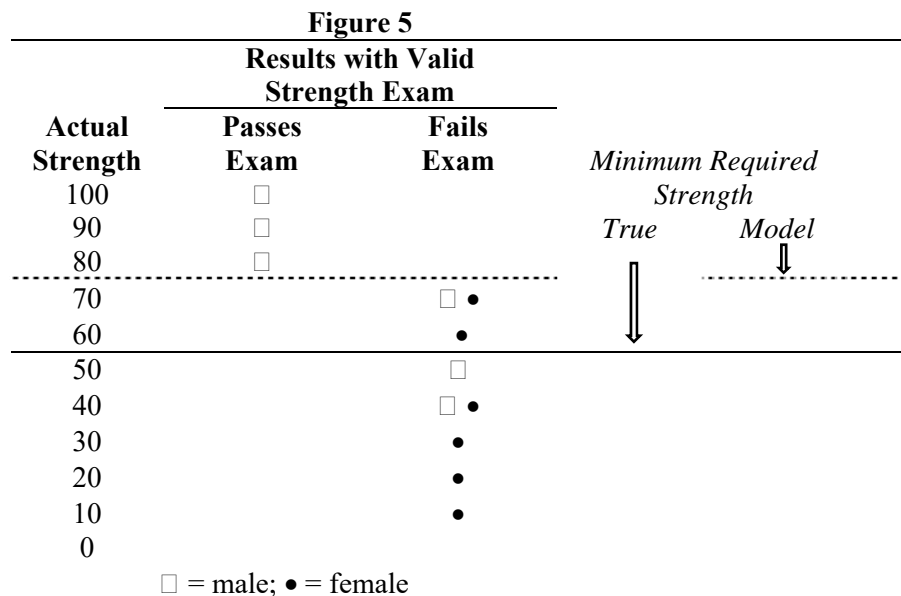 Figure 5
Results with Valid
Strength Exam
Actual Strength
Passes Exam
Fails Exam
Minimum Required Strength
True
Model
100 □
90 □
80 □
70 □ ●
60 ●
50 □
40 □ ●
30 ●
20 ●
10 ●
0
□ = male; ● = female